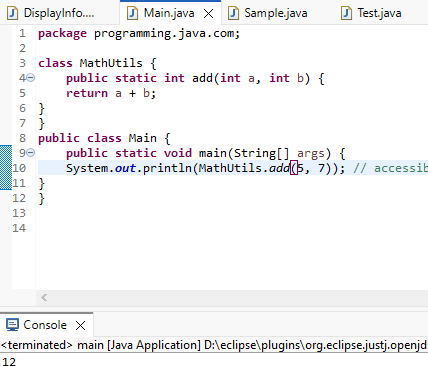 DisplayInfo.... Main.java Sample.java Test.java
1 package programming.java.com;
2
3 class MathUtils {
4 public static int add(int a, int b) {
5 return a + b;
6 }
7 }
8 public class Main {
9 public static void main(String[] args) {
10 System.out.println(MathUtils.add(5, 7)); // accessib
11 }
12 }
13
14
Console
<terminated> main [Java Application] D:\eclipse\plugins\org.eclipse.justj.openjd
12